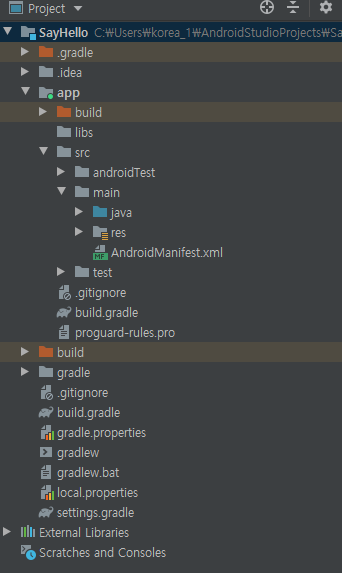 Project
SayHello C:₩Users₩korea_1₩AndroidStudioProjects₩Sa
.gradle
.idea
app
build
libs
src
androidTest
main
java
res
AndroidManifest.xml
test
.gitignore
build.gradle
proguard-rules.pro
build
gradle
.gitignore
build.gradle
gradle.properties
gradlew
gradlew.bat
local.properties
settings.gradle
External Libraries
Scratches and Consoles